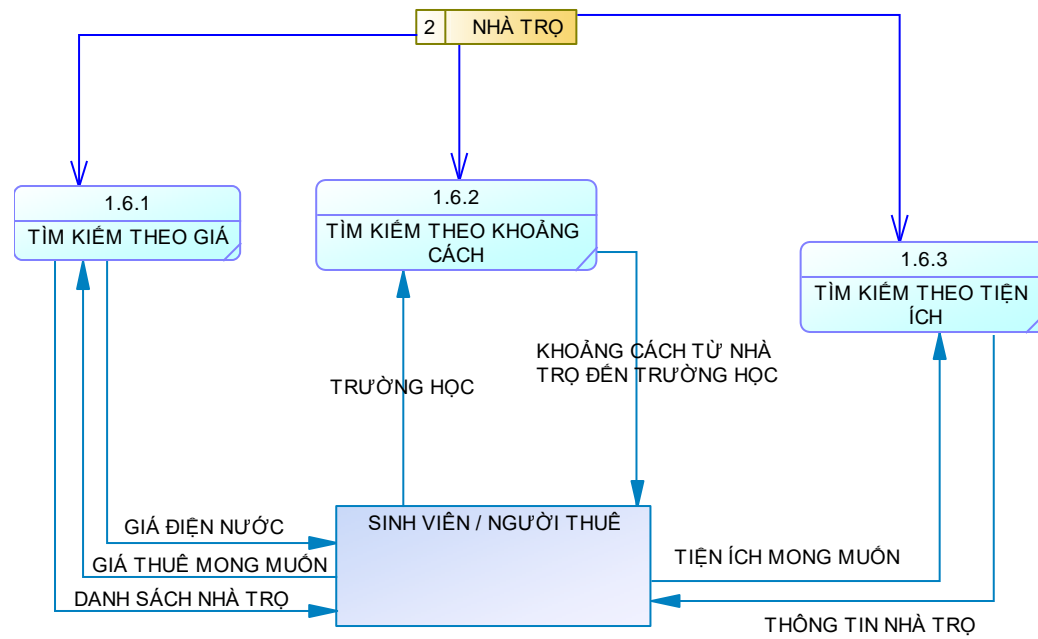 2 NHÀ TRỌ
1.6.1
TÌM KIẾM THEO GIÁ
1.6.2
TÌM KIẾM THEO KHOẢNG
CÁCH
1.6.3
TÌM KIẾM THEO TIỆN
ÍCH
TRƯỜNG HỌC
KHOẢNG CÁCH TỪ NHÀ
TRỌ ĐẾN TRƯỜNG HỌC
SINH VIÊN / NGƯỜI THUÊ
GIÁ ĐIỆN NƯỚC
GIÁ THUÊ MONG MUỐN
DANH SÁCH NHÀ TRỌ
TIỆN ÍCH MONG MUỐN
THÔNG TIN NHÀ TRỌ